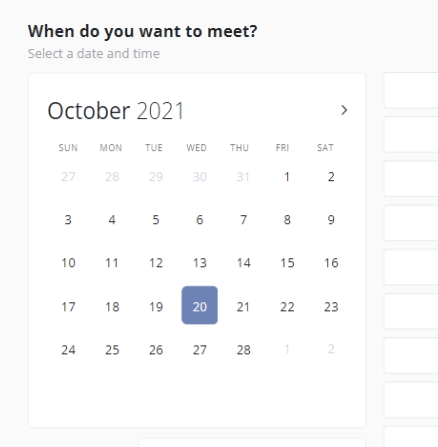 When do you want to meet?
Select a date and time
October 2021
SUN MON TUE WED THU FRI SAT
27 28 29 30 31 1 2
3 4 5 6 7 8 9
10 11 12 13 14 15 16
17 18 19 20 21 22 23
24 25 26 27 28 1 2